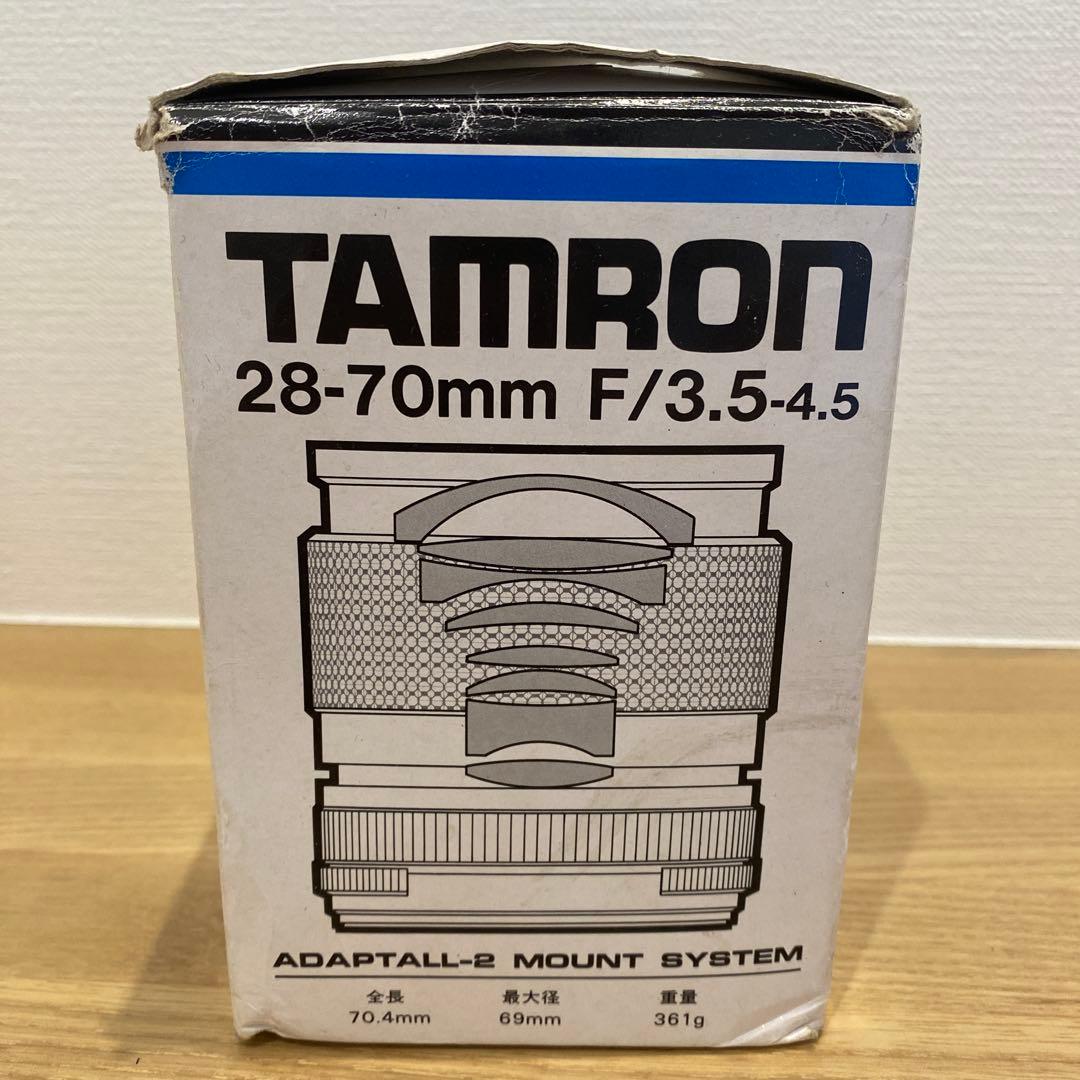 TAMRON
28-70mm F/3.5-4.5
ADAPTALL-2 MOUNT SYSTEM
全長 最大径 重量
70.4mm 69mm 361g